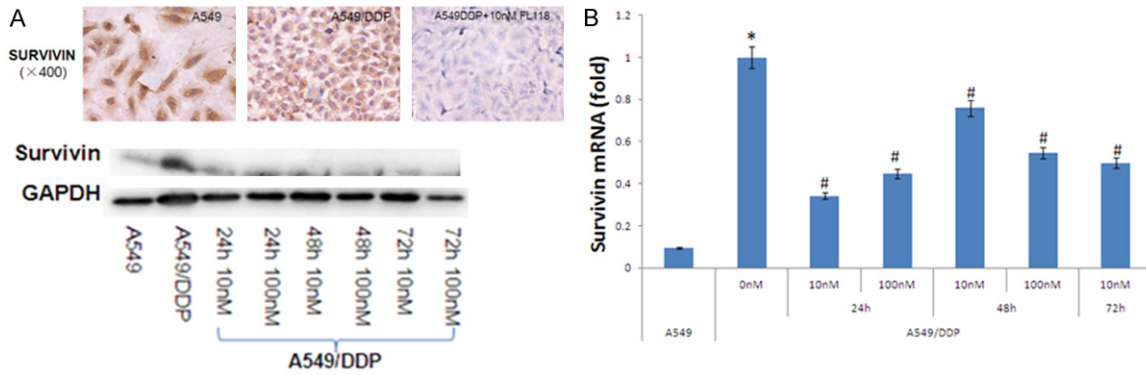 A
A549
A549/DDP
A549DDP+10nM FL118
SURVIVIN
(×400)
Survivin
GAPDH
A549
A549/DDP
24h 10nM
24h 100nM
48h 10nM
48h 100nM
72h 10nM
72h 100nM
A549/DDP
B
Survivin mRNA (fold)
1.2
1
0.8
0.6
0.4
0.2
0
*
#
#
#
#
#
0nM
10nM
100nM
10nM
100nM
10nM
24h
48h
72h
A549
A549/DDP